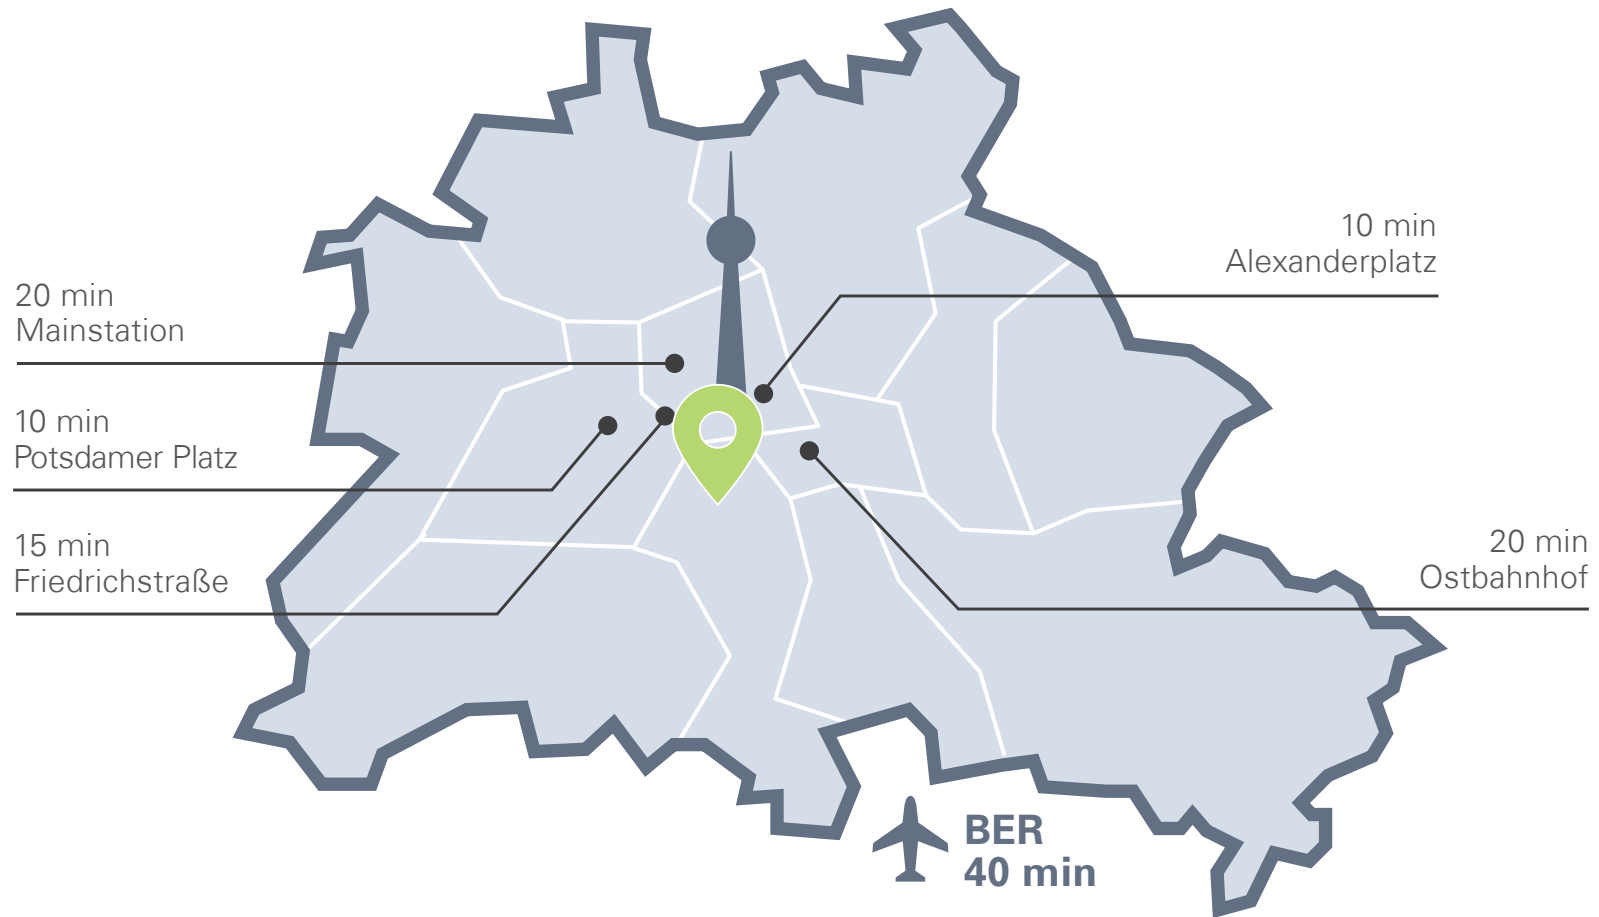 20 min
Mainstation
10 min
Potsdamer Platz
15 min
Friedrichstraße
10 min
Alexanderplatz
20 min
Ostbahnhof
BER
40 min